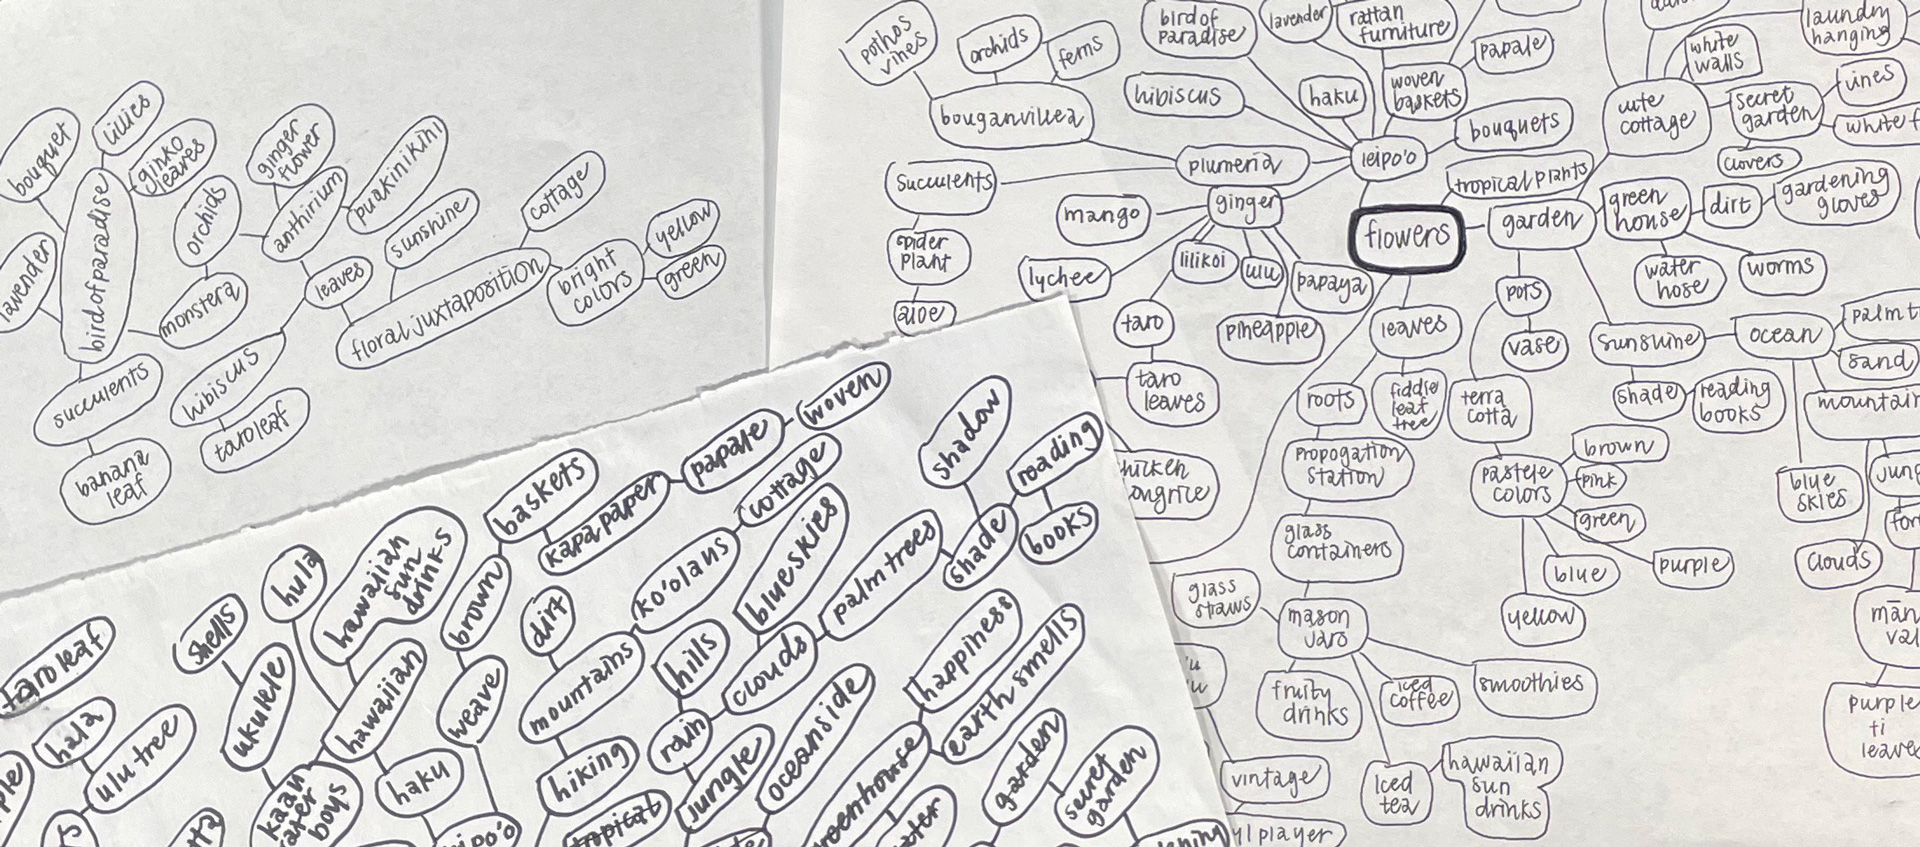 bouquet
lilies
ginko
leaves
lavender
bird of paradise
orchids
ginger
flower
anthirium
puakinikini
monstera
leaves
sunshine
cottage
floral juxtaposition
bright
colors
yellow
green
succulents
hibiscus
taro leaf
banana
leaf
pothos
vines
orchids
ferns
bouganvillea
bird of
paradise
lavender
rattan
furniture
papale
hibiscus
haku
woven
baskets
bouquets
plumeria
leipo'o
succulents
spider
plant
aloe
mango
ginger
lychee
lilikoi
ulu
papaya
taro
pineapple
taro
leaves
flowers
tropical plants
garden
cute
cottage
white
walls
laundry
hanging
secret
garden
vines
white f
clovers
green
house
dirt
gardening
gloves
water
hose
worms
pots
vase
sunshine
ocean
palm t
sand
shade
reading
books
mountain
blue
skies
clouds
jung
mān
val
purple
ti
leaves
leaves
roots
fiddle
leaf
tree
terra
cotta
propogation
station
pastele
colors
brown
pink
green
purple
blue
yellow
glass
containers
glass
straws
mason
jars
fruity
drinks
iced
coffee
smoothies
iced
tea
hawaiian
sun
drinks
vintage
yl player
taro leaf
hala
ulu tree
shells
ukulele
hula
hawaiian
sun
drinks
hawaiian
haku
boys
baskets
kapa paper
papale
woven
brown
weave
dirt
mountains
ko'olaus
cottage
hiking
tropical
hills
rain
clouds
blue skies
palm trees
jungle
oceanside
shade
shadow
roading
books
happiness
earth smells
reenhouse
garden
secret
garden